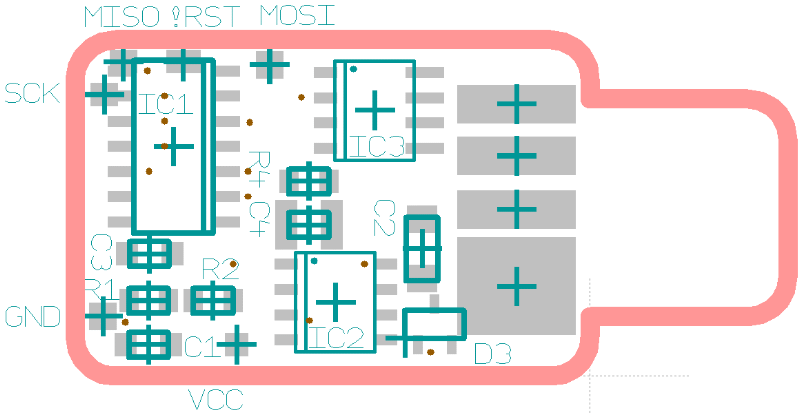 MISO !RST MOSI
SCK
IC1
IC3
R4
C4
C2
C3
R2
R1
GND
IC2
C1
D3
VCC